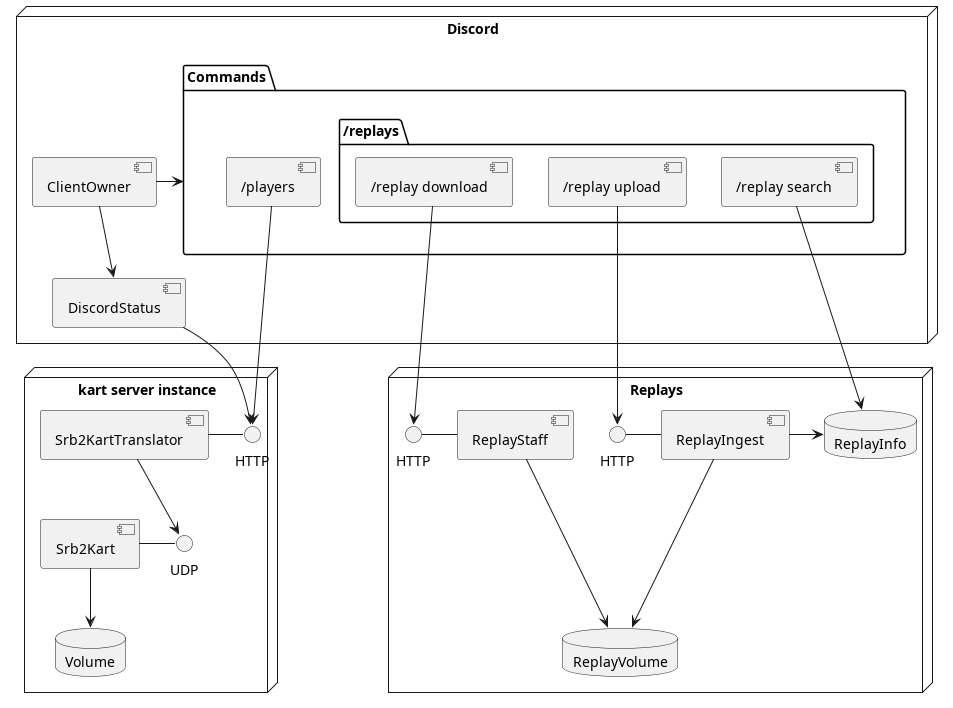 Discord
Commands
/replays
ClientOwner
/players
/replay download
/replay upload
/replay search
DiscordStatus
kart server instance
Replays
Srb2KartTranslator
HTTP
HTTP
ReplayStaff
HTTP
ReplayIngest
ReplayInfo
Srb2Kart
UDP
Volume
ReplayVolume